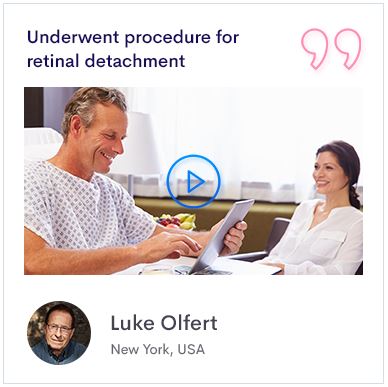 Underwent procedure for
retinal detachment
Luke Olfert
New York, USA